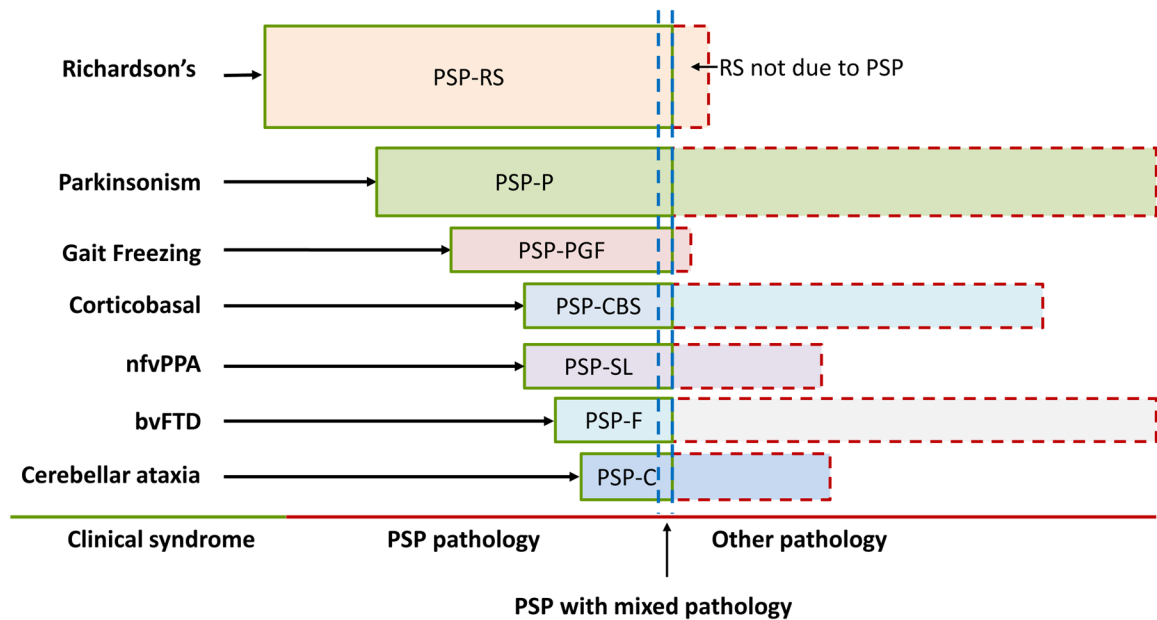 Richardson's
PSP-RS
RS not due to PSP
Parkinsonism
PSP-P
Gait Freezing
PSP-PGF
Corticobasal
PSP-CBS
nfvPPA
PSP-SL
bvFTD
PSP-F
Cerebellar ataxia
PSP-C
Clinical syndrome
PSP pathology
Other pathology
PSP with mixed pathology